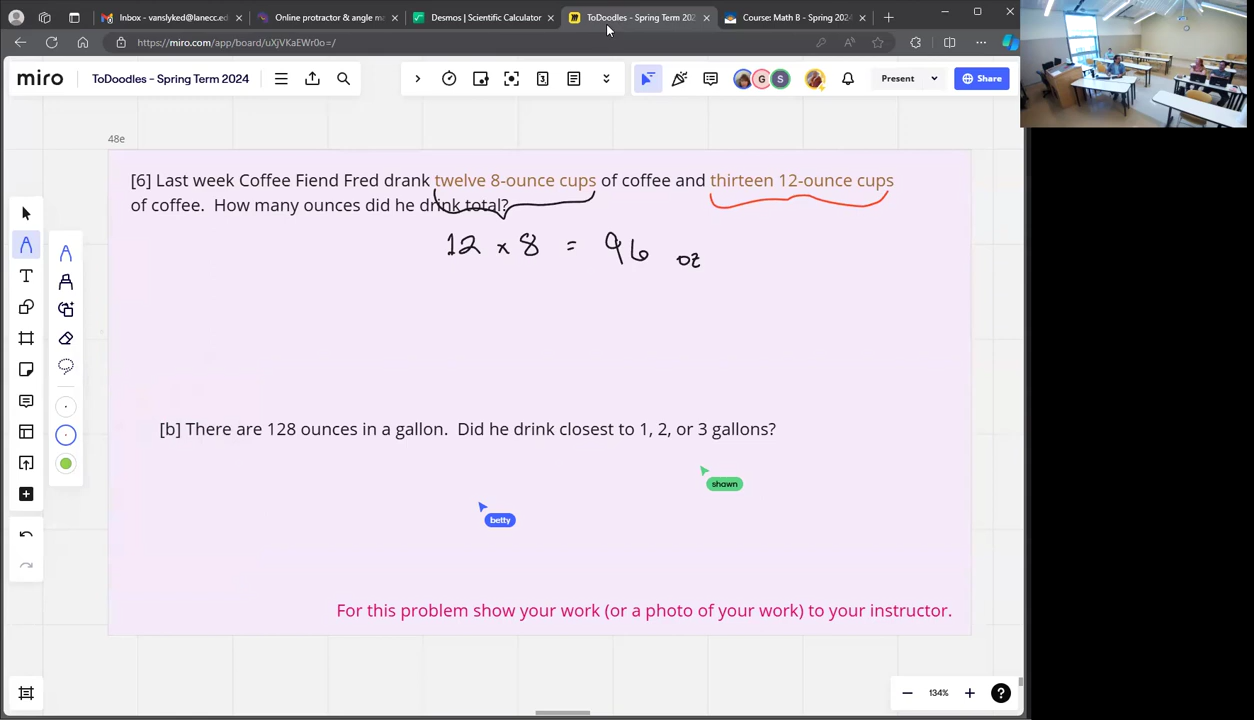 Inbox - vanslyked@lanecc.ed
Online protractor & angle m
Desmos | Scientific Calculator
ToDoodles - Spring Term 202
Course: Math B - Spring 2024
https://miro.com/app/board/uXjVKaEWr0o=/
miro
ToDoodles - Spring Term 2024
3
G
S
Present
Share
48e
[6] Last week Coffee Fiend Fred drank twelve 8-ounce cups of coffee and thirteen 12-ounce cups
of coffee. How many ounces did he drink total?
12 x 8 = 96 oz
[b] There are 128 ounces in a gallon. Did he drink closest to 1, 2, or 3 gallons?
shawn
betty
For this problem show your work (or a photo of your work) to your instructor.
134%